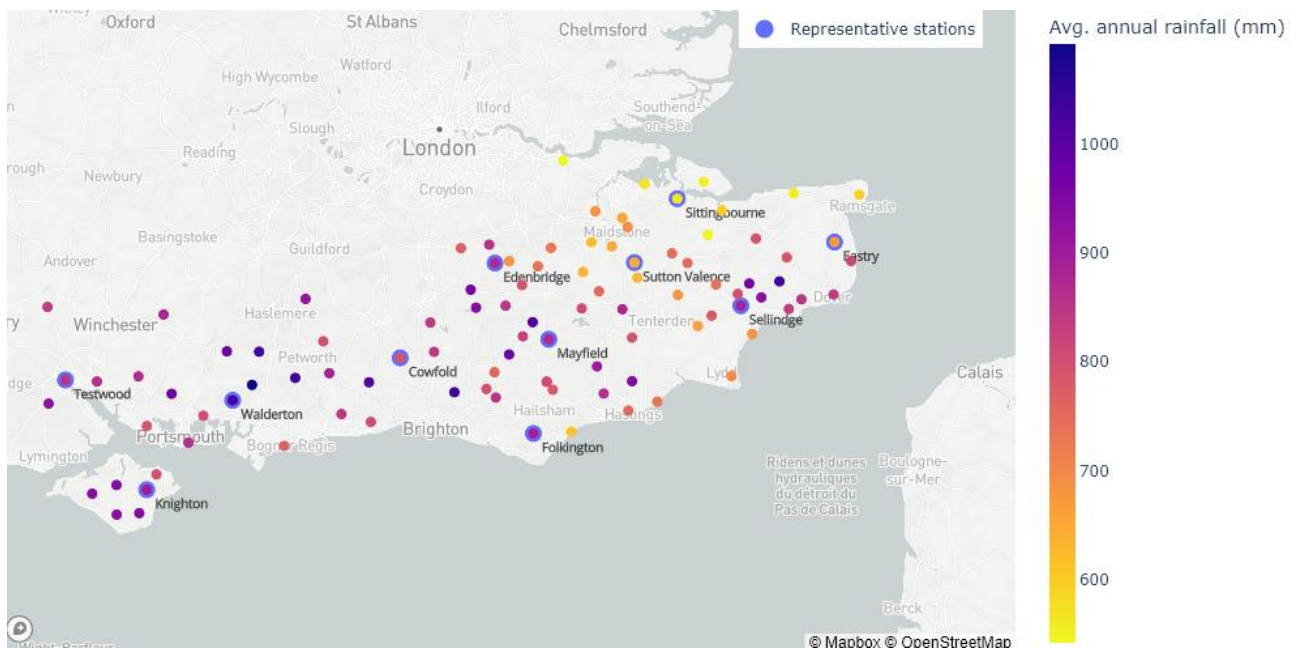 Witney
Oxford
St Albans
Chelmsford
Representative stations
Avg. annual rainfall (mm)
High Wycombe
Watford
Ilford
Southend-
on-Sea
Slough
London
1000
Reading
Newbury
Croydon
Ramsgate
Sittingbourne
Maidstone
Basingstoke
Guildford
900
Andover
Edenbridge
Sutton Valence
Eastry
Dover
Haslemere
Winchester
Sellindge
Tenterden
Petworth
Mayfield
800
Cowfold
Lydd
Calais
Testwood
Walderton
Hailsham
Hastings
Portsmouth
Brighton
Bognor Regis
Folkington
Lymington
700
Ridens et dunes
hydrauliques
du détroit du
Pas de Calais
Boulogne-
sur-Mer
Knighton
600
Berck
© Mapbox © OpenStreetMap